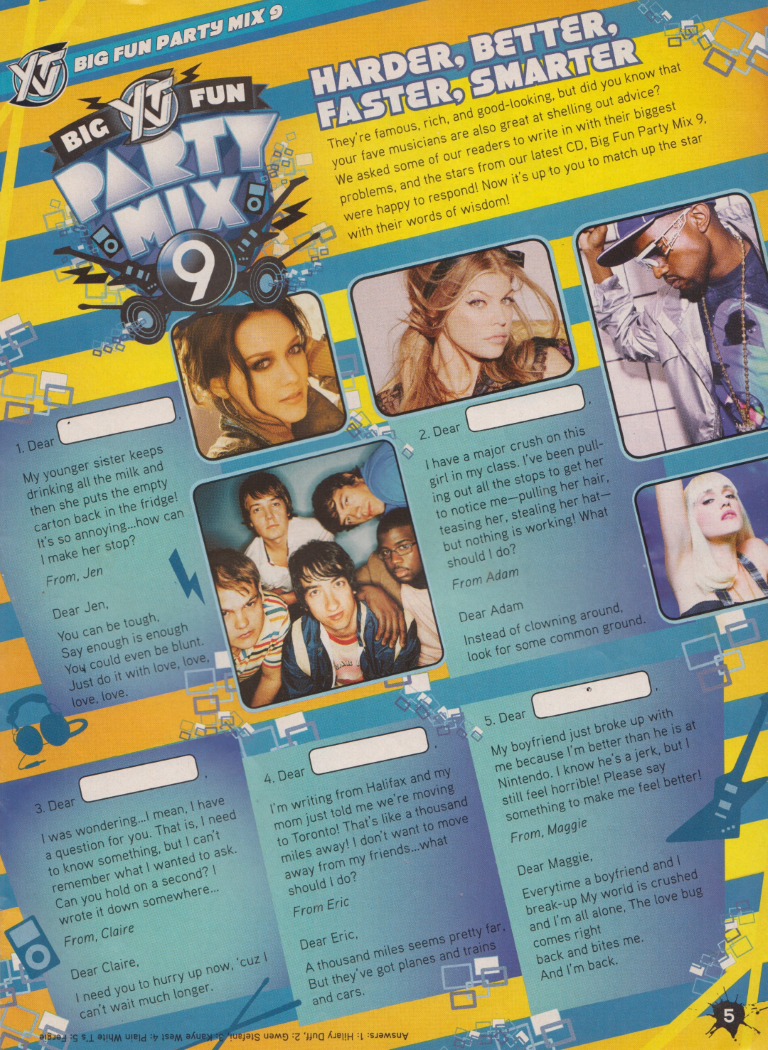 YTV BIG FUN PARTY MIX 9
BIG YTV FUN
PARTY
MIX
9
HARDER, BETTER,
FASTER, SMARTER
They're famous, rich, and good-looking, but did you know that
your fave musicians are also great at shelling out advice?
We asked some of our readers to write in with their biggest
problems, and the stars from our latest CD, Big Fun Party Mix 9,
were happy to respond! Now it's up to you to match up the star
with their words of wisdom!
1. Dear .
My younger sister keeps
drinking all the milk and
then she puts the empty
carton back in the fridge!
It's so annoying...how can
I make her stop?
From, Jen
Dear Jen,
You can be tough,
Say enough is enough
You could even be blunt.
Just do it with love, love,
love, love.
2. Dear .
I have a major crush on this
girl in my class. I've been pull-
ing out all the stops to get her
to notice me—pulling her hair,
teasing her, stealing her hat—
but nothing is working! What
should I do?
From Adam
Dear Adam
Instead of clowning around,
look for some common ground.
3. Dear .
I was wondering...I mean, I have
a question for you. That is, I need
to know something, but I can't
remember what I wanted to ask.
Can you hold on a second? I
wrote it down somewhere...
From, Claire
Dear Claire,
I need you to hurry up now, 'cuz I
can't wait much longer.
4. Dear .
I'm writing from Halifax and my
mom just told me we're moving
to Toronto! That's like a thousand
miles away! I don't want to move
away from my friends...what
should I do?
From Eric
Dear Eric,
A thousand miles seems pretty far,
But they've got planes and trains
and cars.
5. Dear .
My boyfriend just broke up with
me because I'm better than he is at
Nintendo. I know he's a jerk, but I
still feel horrible! Please say
something to make me feel better!
From, Maggie
Dear Maggie,
Everytime a boyfriend and I
break-up My world is crushed
and I'm all alone, The love bug
comes right
back and bites me.
And I'm back.
Answers: 1: Hilary Duff, 2: Gwen Stefani, 3: Kanye West 4: Plain White T's 5: Fergie
5